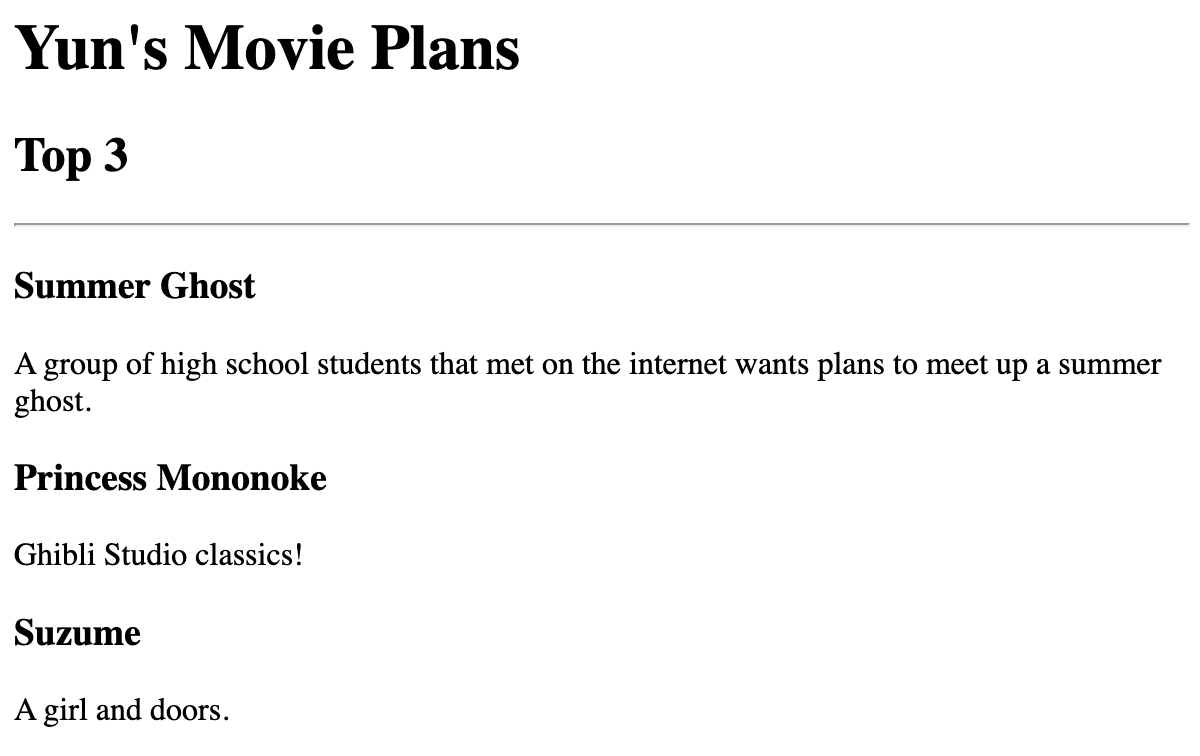 Yun's Movie Plans
Top 3
Summer Ghost
A group of high school students that met on the internet wants plans to meet up a summer
ghost.
Princess Mononoke
Ghibli Studio classics!
Suzume
A girl and doors.